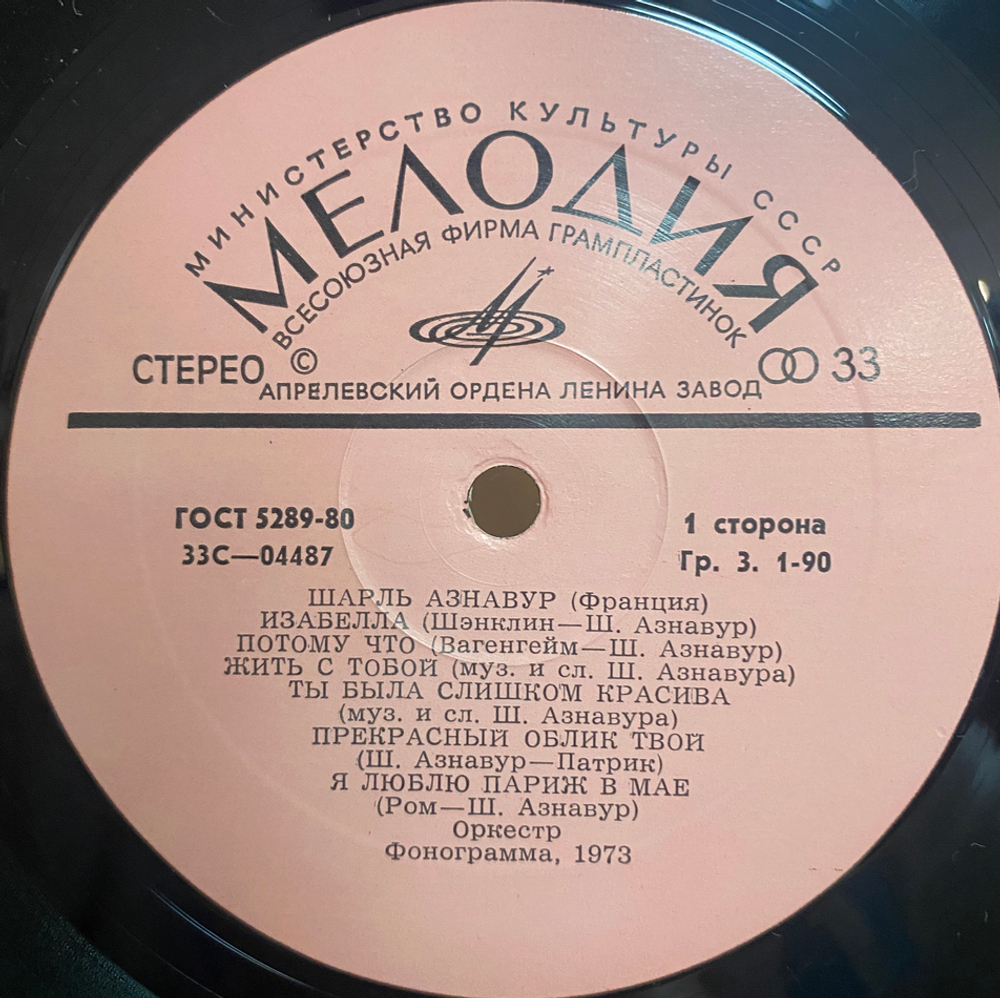 МИНИСТЕРСТВО КУЛЬТУРЫ СССР
МЕЛОДИЯ
ВСЕСОЮЗНАЯ ФИРМА ГРАМПЛАСТИНОК
СТЕРЕО © 33
АПРЕЛЕВСКИЙ ОРДЕНА ЛЕНИНА ЗАВОД
ГОСТ 5289-80 1 сторона
33С—04487 Гр. 3. 1-90
ШАРЛЬ АЗНАВУР (Франция)
ИЗАБЕЛЛА (Шэнклин—Ш. Азнавур)
ПОТОМУ ЧТО (Вагенгейм—Ш. Азнавур)
ЖИТЬ С ТОБОЙ (муз. и сл. Ш. Азнавура)
ТЫ БЫЛА СЛИШКОМ КРАСИВА
(муз. и сл. Ш. Азнавура)
ПРЕКРАСНЫЙ ОБЛИК ТВОЙ
(Ш. Азнавур—Патрик)
Я ЛЮБЛЮ ПАРИЖ В МАЕ
(Ром—Ш. Азнавур)
Оркестр
Фонограмма, 1973